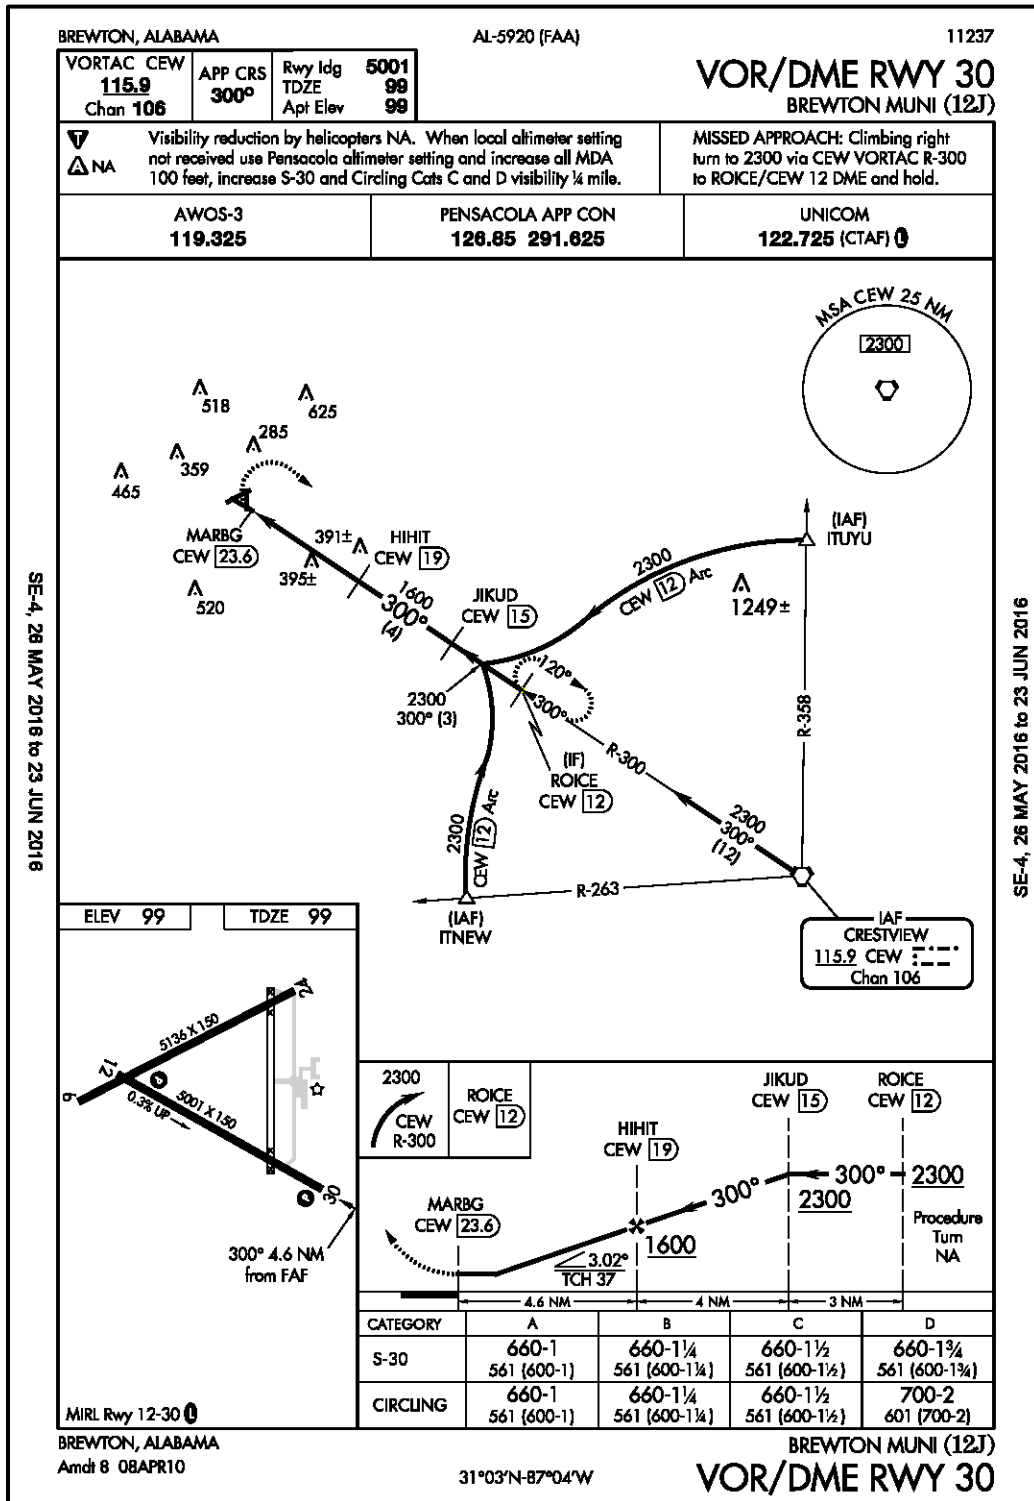 BREWTON, ALABAMA
AL-5920 (FAA)
11237
VORTAC CEW
115.9
Chan 106
APP CRS
300°
Rwy Idg 5001
TDZE 99
Apt Elev 99
VOR/DME RWY 30
BREWTON MUNI (12J)
T
A NA
Visibility reduction by helicopters NA. When local altimeter setting
not received use Pensacola altimeter setting and increase all MDA
100 feet, increase S-30 and Circling Cats C and D visibility ¼ mile.
MISSED APPROACH: Climbing right
turn to 2300 via CEW VORTAC R-300
to ROICE/CEW 12 DME and hold.
AWOS-3
119.325
PENSACOLA APP CON
126.85 291.625
UNICOM
122.725 (CTAF) L
MSA CEW 25 NM
2300
518
625
285
359
465
MARBG
CEW 23.6
391±
HIHIT
CEW 19
395±
520
1600
300°
(4)
JIKUD
CEW 15
2300
CEW 12 Arc
(IAF)
ITUYU
1249±
2300
300° (3)
120°
300°
R-300
R-358
(IF)
ROICE
CEW 12
2300
CEW 12 Arc
2300
300°
(12)
R-263
(IAF)
ITNEW
IAF
CRESTVIEW
115.9 CEW
Chan 106
SE-4, 26 MAY 2016 to 23 JUN 2016
SE-4, 26 MAY 2016 to 23 JUN 2016
ELEV 99
TDZE 99
24
5136 X 150
12
6
0.3% UP
5001 X 150
30
300° 4.6 NM
from FAF
MIRL Rwy 12-30 L
2300
CEW
R-300
ROICE
CEW 12
JIKUD
CEW 15
ROICE
CEW 12
HIHIT
CEW 19
MARBG
CEW 23.6
300°
300°
2300
2300
1600
3.02°
TCH 37
Procedure
Turn
NA
4.6 NM
4 NM
3 NM
CATEGORY A B C D
S-30 660-1 660-1¼ 660-1½ 660-1¾
561 (600-1) 561 (600-1¼) 561 (600-1½) 561 (600-1¾)
CIRCLING 660-1 660-1¼ 660-1½ 700-2
561 (600-1) 561 (600-1¼) 561 (600-1½) 601 (700-2)
BREWTON, ALABAMA
Amdt 8 08APR10
31°03'N-87°04'W
BREWTON MUNI (12J)
VOR/DME RWY 30